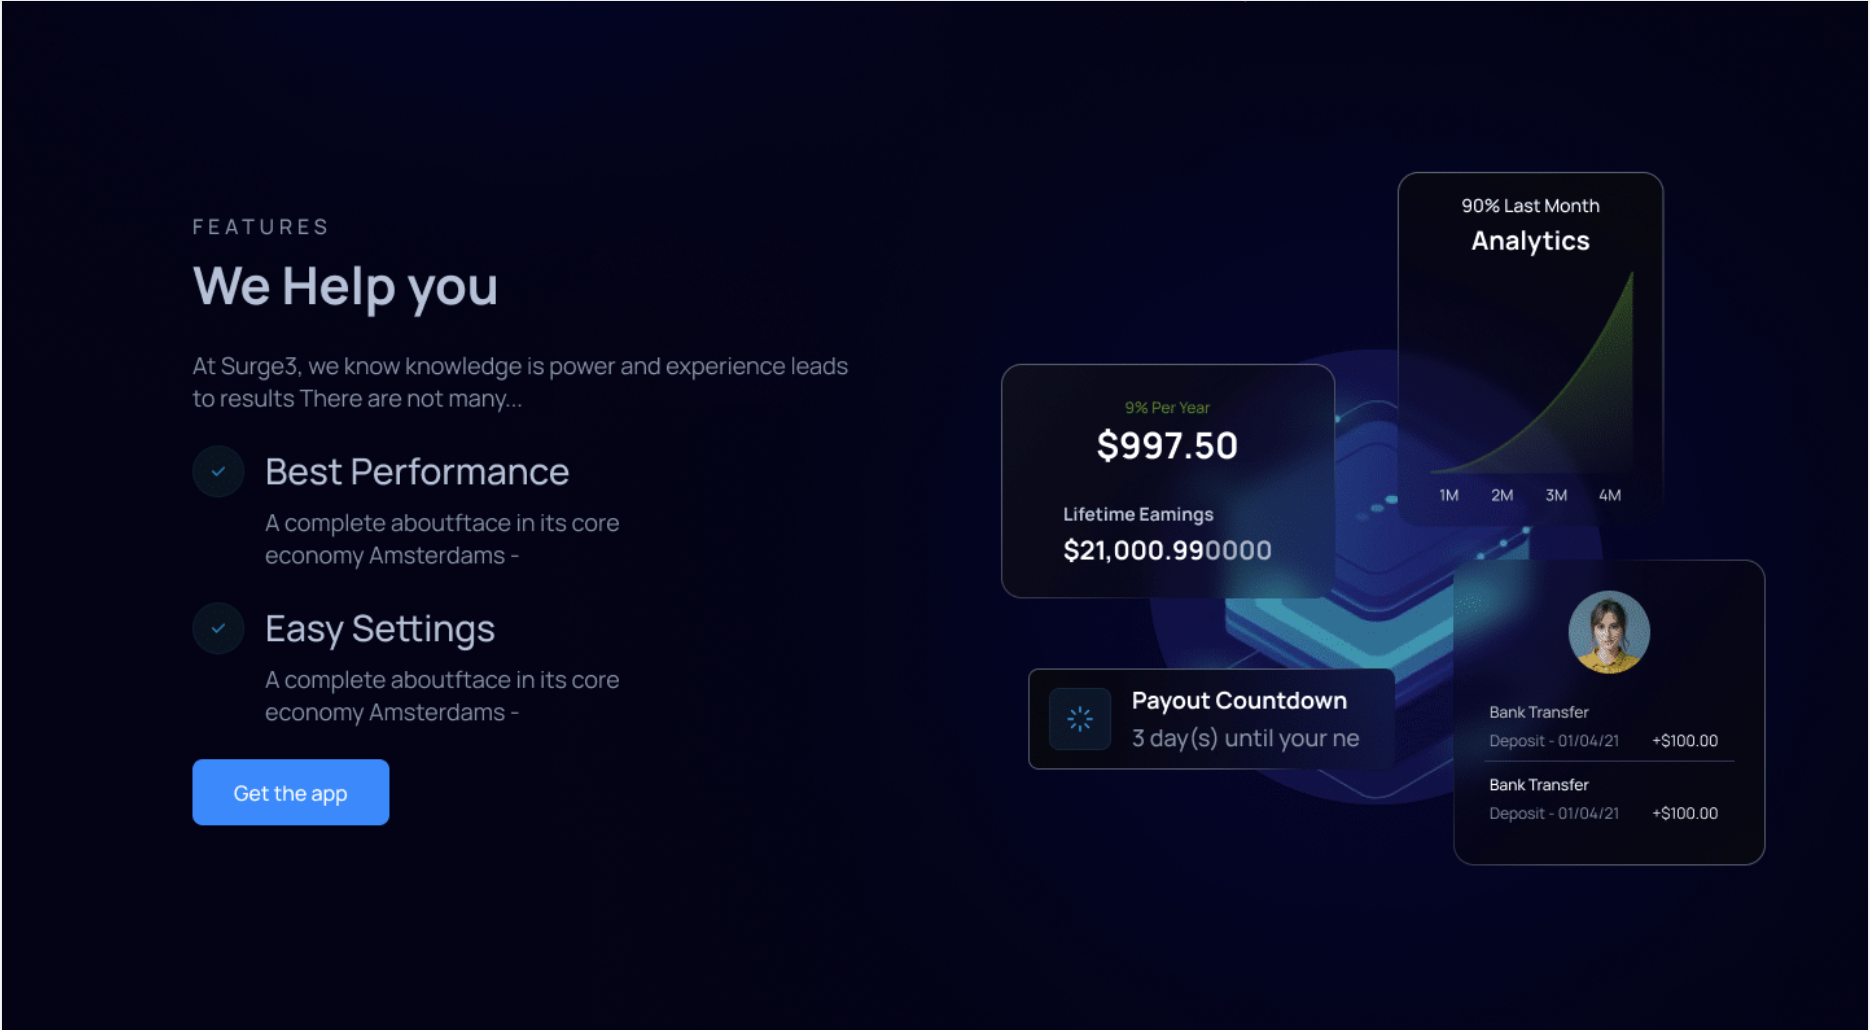 FEATURES
We Help you
At Surge3, we know knowledge is power and experience leads
to results There are not many...
Best Performance
A complete aboutftace in its core
economy Amsterdams -
Easy Settings
A complete aboutftace in its core
economy Amsterdams -
Get the app
90% Last Month
Analytics
1M 2M 3M 4M
9% Per Year
$997.50
Lifetime Earnings
$21,000.990000
Payout Countdown
3 day(s) until your ne
Bank Transfer
Deposit - 01/04/21 +$100.00
Bank Transfer
Deposit - 01/04/21 +$100.00